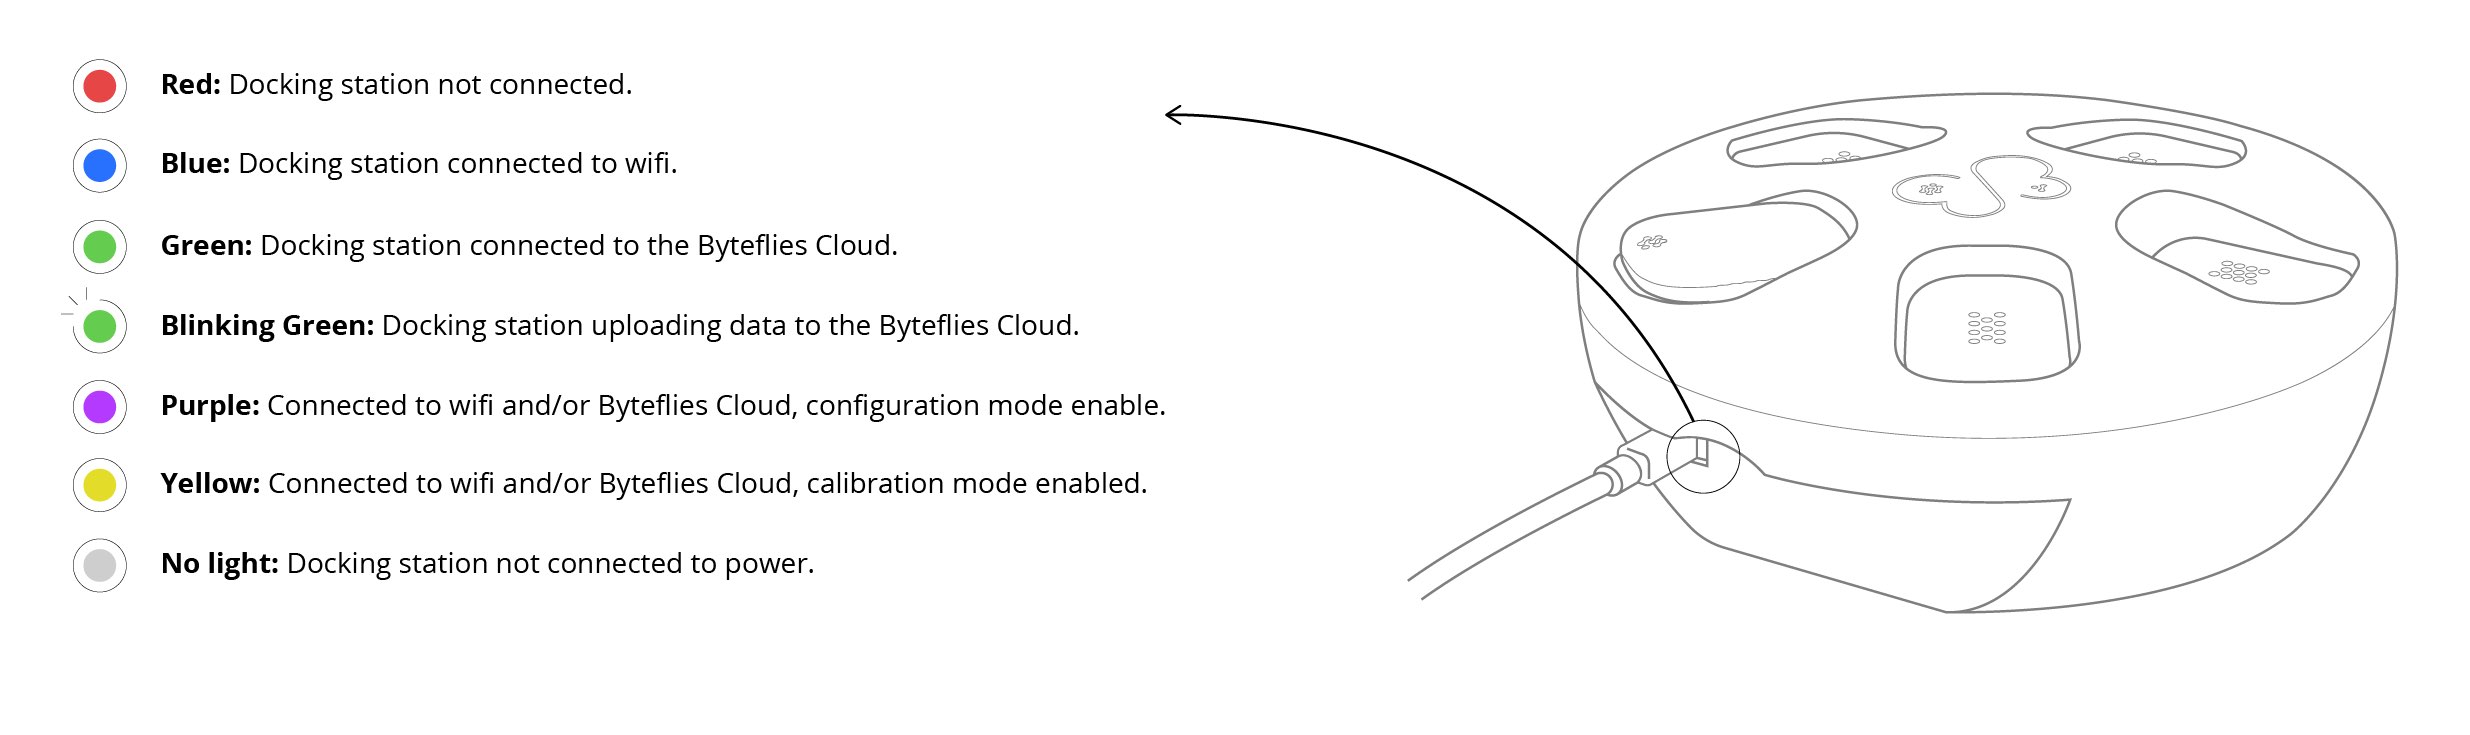 Red: Docking station not connected.
Blue: Docking station connected to wifi.
Green: Docking station connected to the Byteflies Cloud.
Blinking Green: Docking station uploading data to the Byteflies Cloud.
Purple: Connected to wifi and/or Byteflies Cloud, configuration mode enable.
Yellow: Connected to wifi and/or Byteflies Cloud, calibration mode enabled.
No light: Docking station not connected to power.